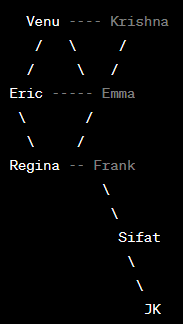 Venu ---- Krishna
/ \ /
/ \ /
Eric ----- Emma
\ /
\ /
Regina -- Frank
\
\
Sifat
\
\
JK